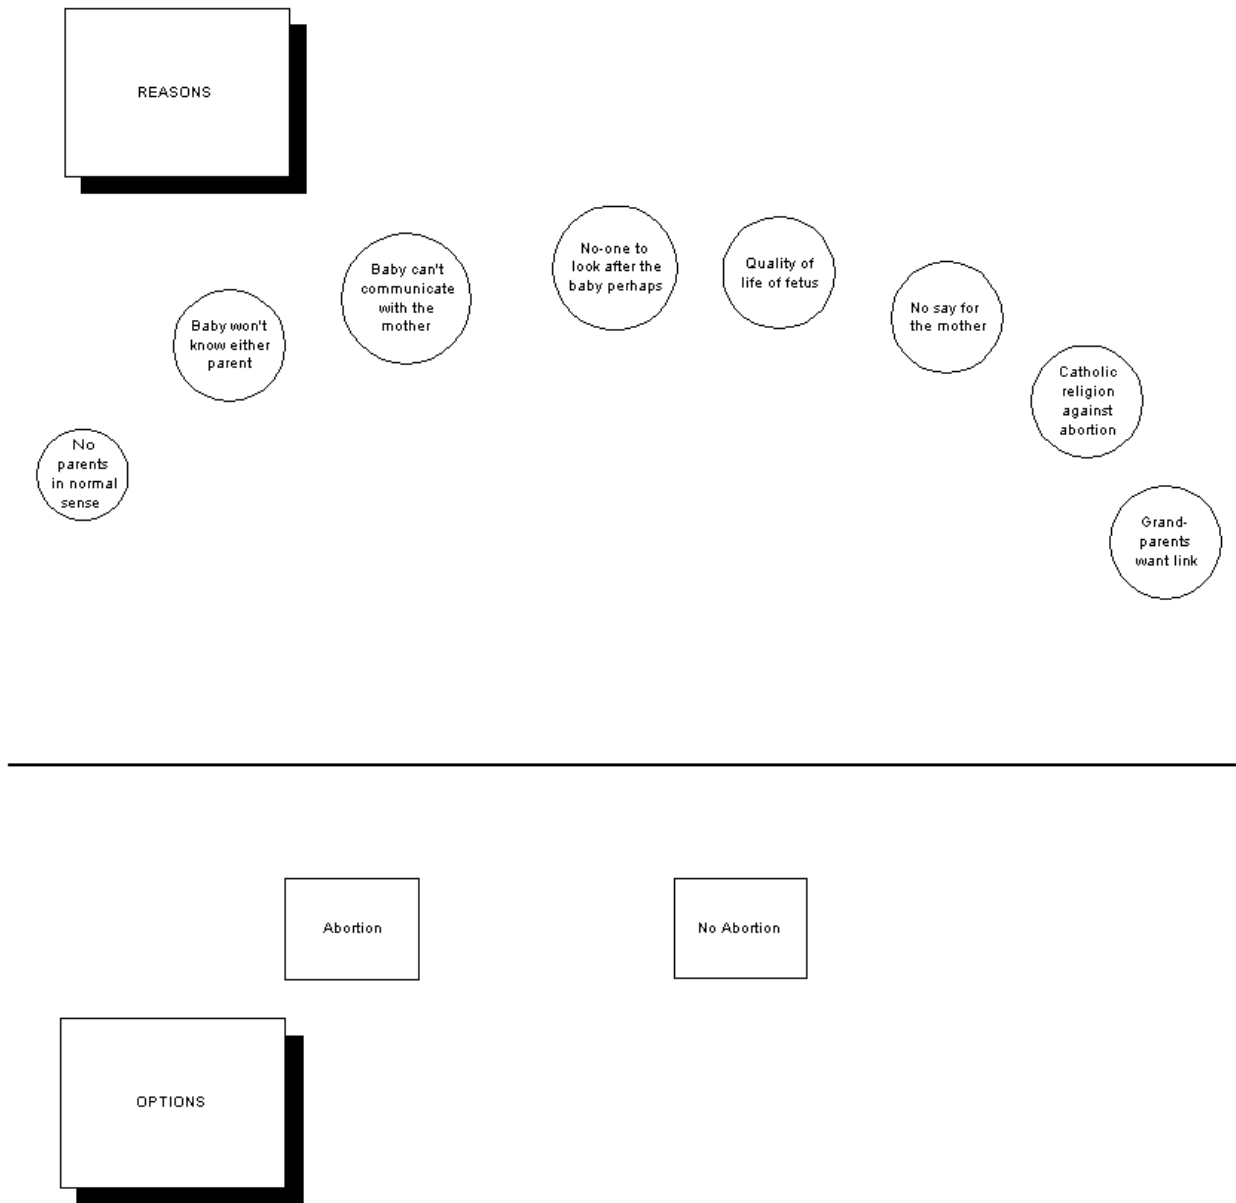 REASONS
No
parents
in normal
sense
Baby won't
know either
parent
Baby can't
communicate
with the
mother
No-one to
look after the
baby perhaps
Quality of
life of fetus
No say for
the mother
Catholic
religion
against
abortion
Grand-
parents
want link
Abortion
No Abortion
OPTIONS